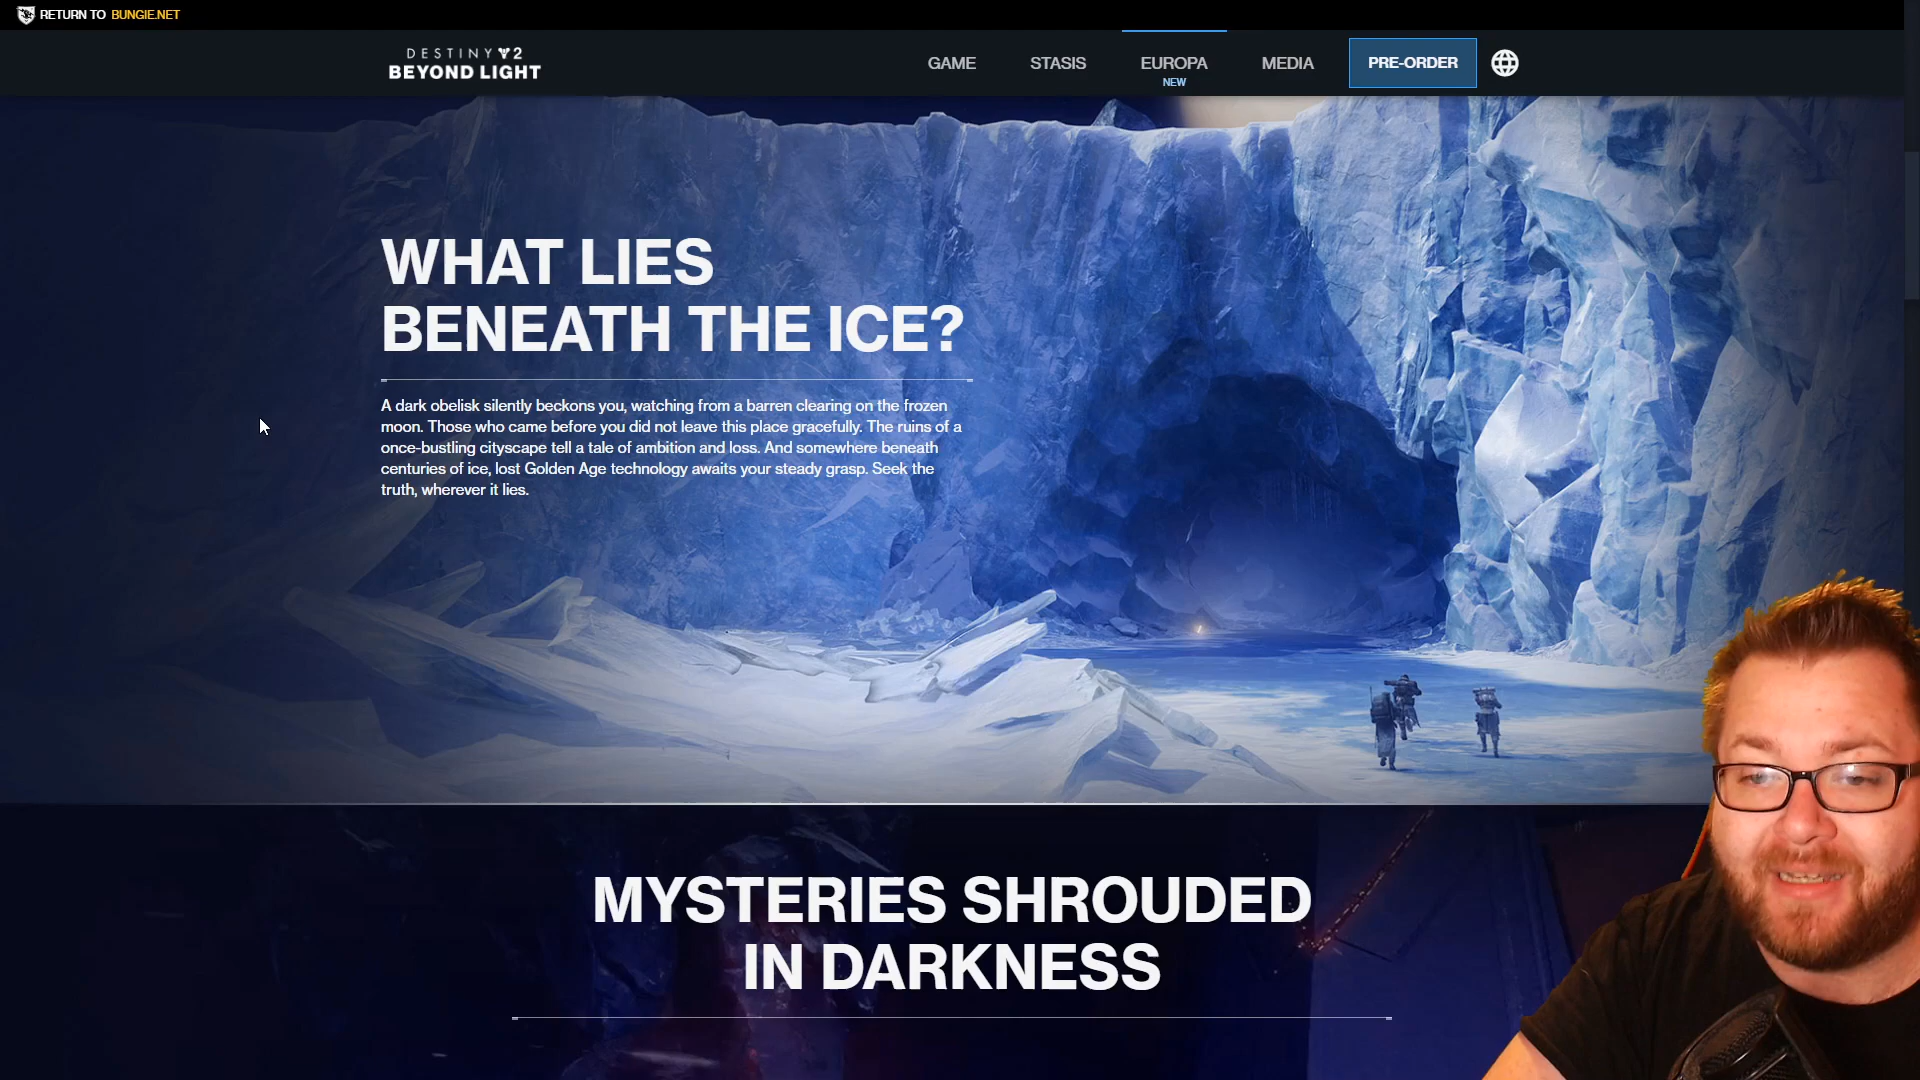 RETURN TO BUNGIE.NET
DESTINY 2
BEYOND LIGHT
GAME
STASIS
EUROPA
NEW
MEDIA
PRE-ORDER
WHAT LIES
BENEATH THE ICE?
A dark obelisk silently beckons you, watching from a barren clearing on the frozen
moon. Those who came before you did not leave this place gracefully. The ruins of a
once-bustling cityscape tell a tale of ambition and loss. And somewhere beneath
centuries of ice, lost Golden Age technology awaits your steady grasp. Seek the
truth, wherever it lies.
MYSTERIES SHROUDED
IN DARKNESS